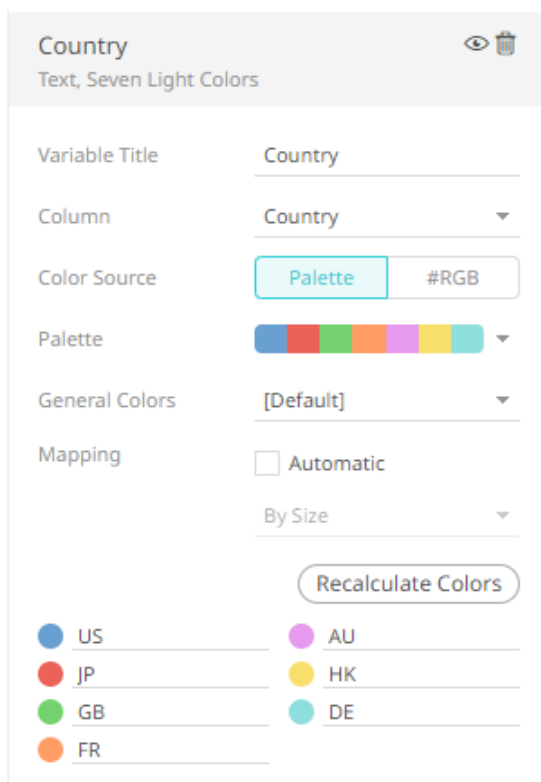 Country
Text, Seven Light Colors
Variable Title Country
Column Country
Color Source Palette #RGB
Palette
General Colors [Default]
Mapping Automatic
By Size
Recalculate Colors
US AU
JP HK
GB DE
FR